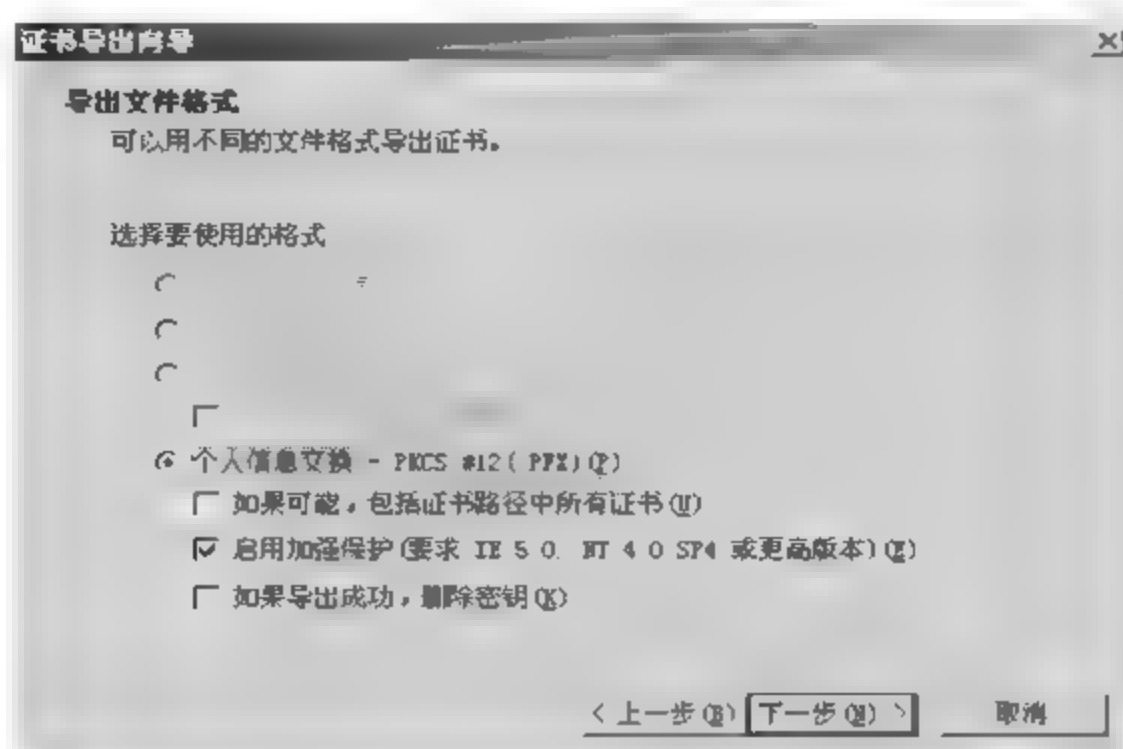 证书导出向导
导出文件格式
可以用不同的文件格式导出证书。
选择要使用的格式
个人信息交换 - PKCS #12( PFX)(P)
如果可能，包括证书路径中所有证书(U)
启用加强保护(要求 IE 5 0. NT 4 0 SP4 或更高版本)(E)
如果导出成功，删除密钥(K)
< 上一步(B) 下一步(N) > 取消